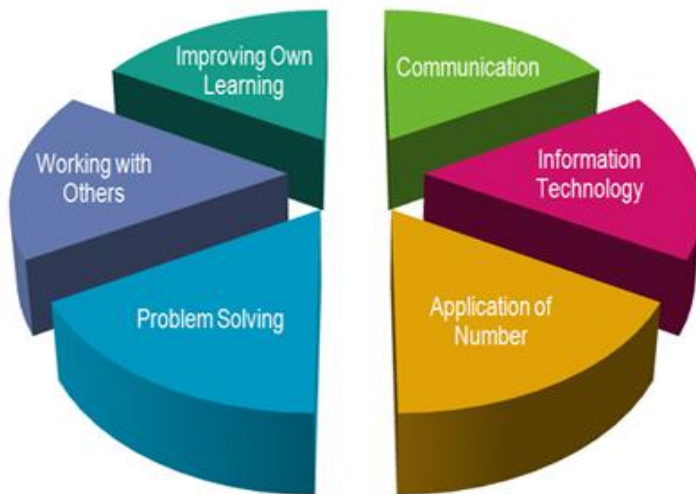 Improving Own
Learning
Communication
Working with
Others
Information
Technology
Problem Solving
Application of
Number